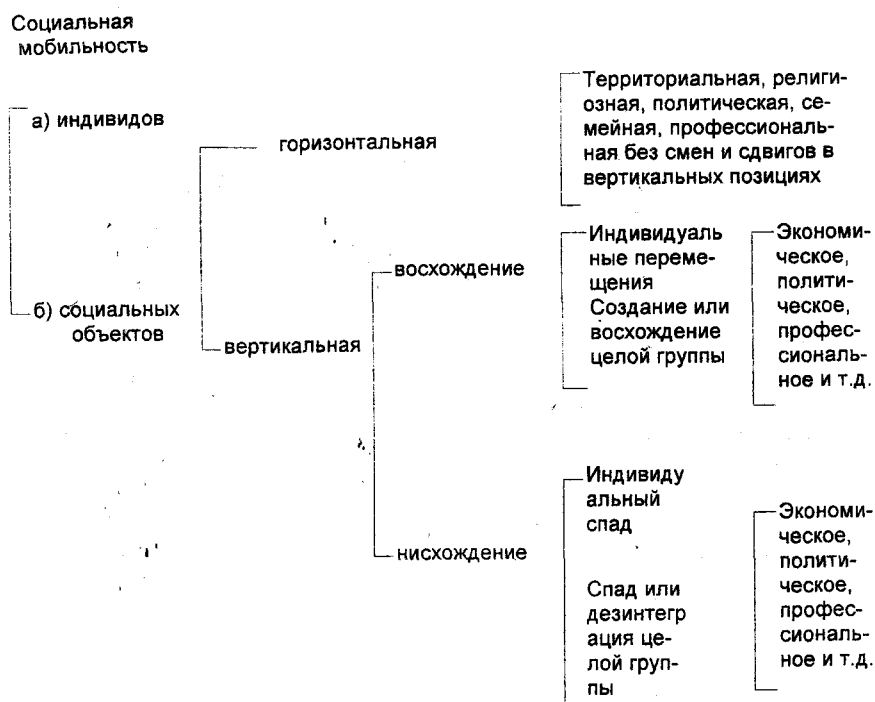 Социальная
мобильность
а) индивидов
горизонтальная
Территориальная, религи-
озная, политическая, се-
мейная, профессиональ-
ная без смен и сдвигов в
вертикальных позициях
б) социальных
объектов
вертикальная
восхождение
Индивидуаль
ные переме-
щения
Создание или
восхождение
целой группы
Экономи-
ческое,
полити-
ческое,
профес-
сиональ-
ное и т.д.
нисхождение
Индивиду
альный
спад
Спад или
дезинтегр
ация це-
лой груп-
пы
Экономи-
ческое,
полити-
ческое,
професс-
сиональ-
ное и т.д.